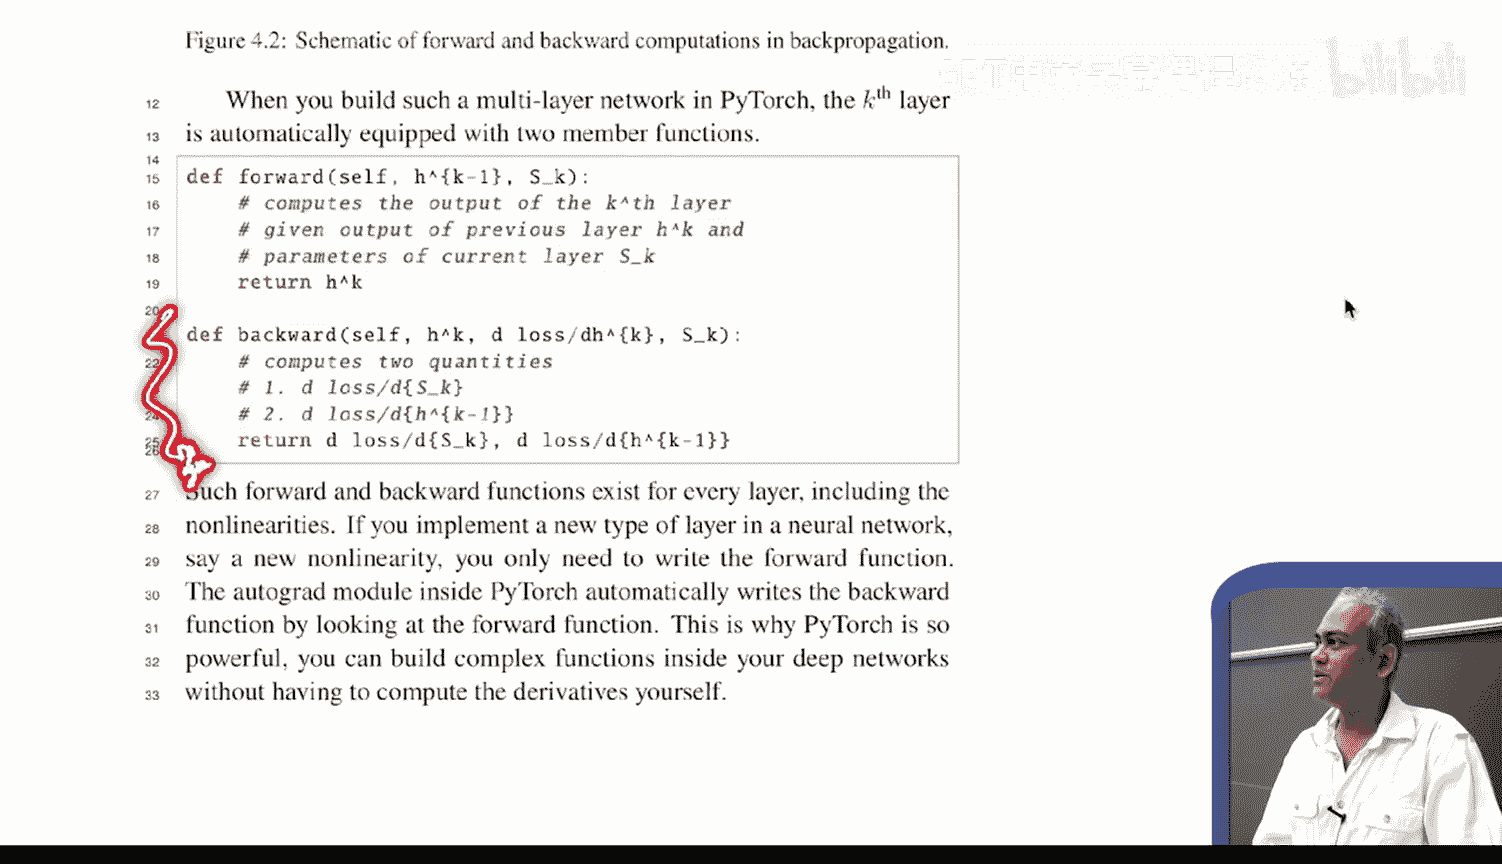 Figure 4.2: Schematic of forward and backward computations in backpropagation.
12 When you build such a multi-layer network in PyTorch, the kᵗʰ layer
13 is automatically equipped with two member functions.
14
15 def forward(self, h^{k-1}, S_k):
16 # computes the output of the k^th layer
17 # given output of previous layer h^k and
18 # parameters of current layer S_k
19 return h^k
20
def backward(self, h^k, d loss/dh^{k}, S_k):
22 # computes two quantities
# 1. d loss/d{S_k}
24 # 2. d loss/d{h^{k-1}}
25 return d loss/d{S_k}, d loss/d{h^{k-1}}
26
27 Such forward and backward functions exist for every layer, including the
28 nonlinearities. If you implement a new type of layer in a neural network,
29 say a new nonlinearity, you only need to write the forward function.
30 The autograd module inside PyTorch automatically writes the backward
31 function by looking at the forward function. This is why PyTorch is so
32 powerful, you can build complex functions inside your deep networks
33 without having to compute the derivatives yourself.
bilibili